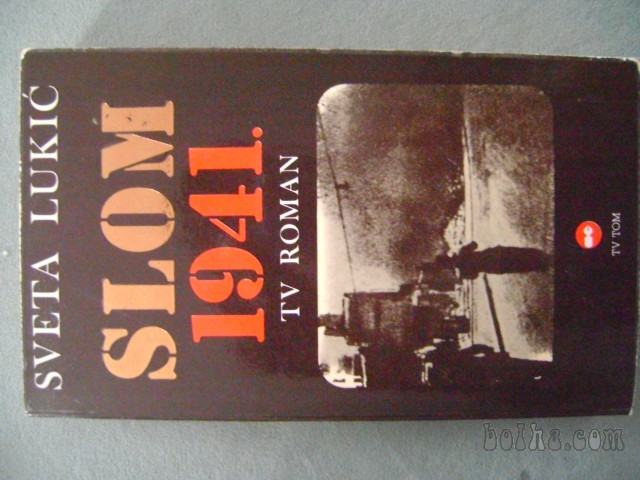 SVETA LUKIĆ
SLOM
1941.
TV ROMAN
TV TOM
bolha.com